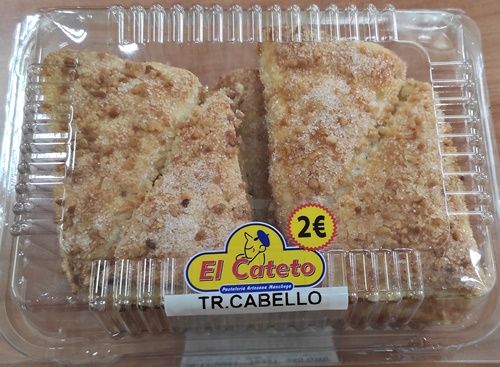 2€
El Cateto
Pastelería Artesana Manchega
TR.CABELLO